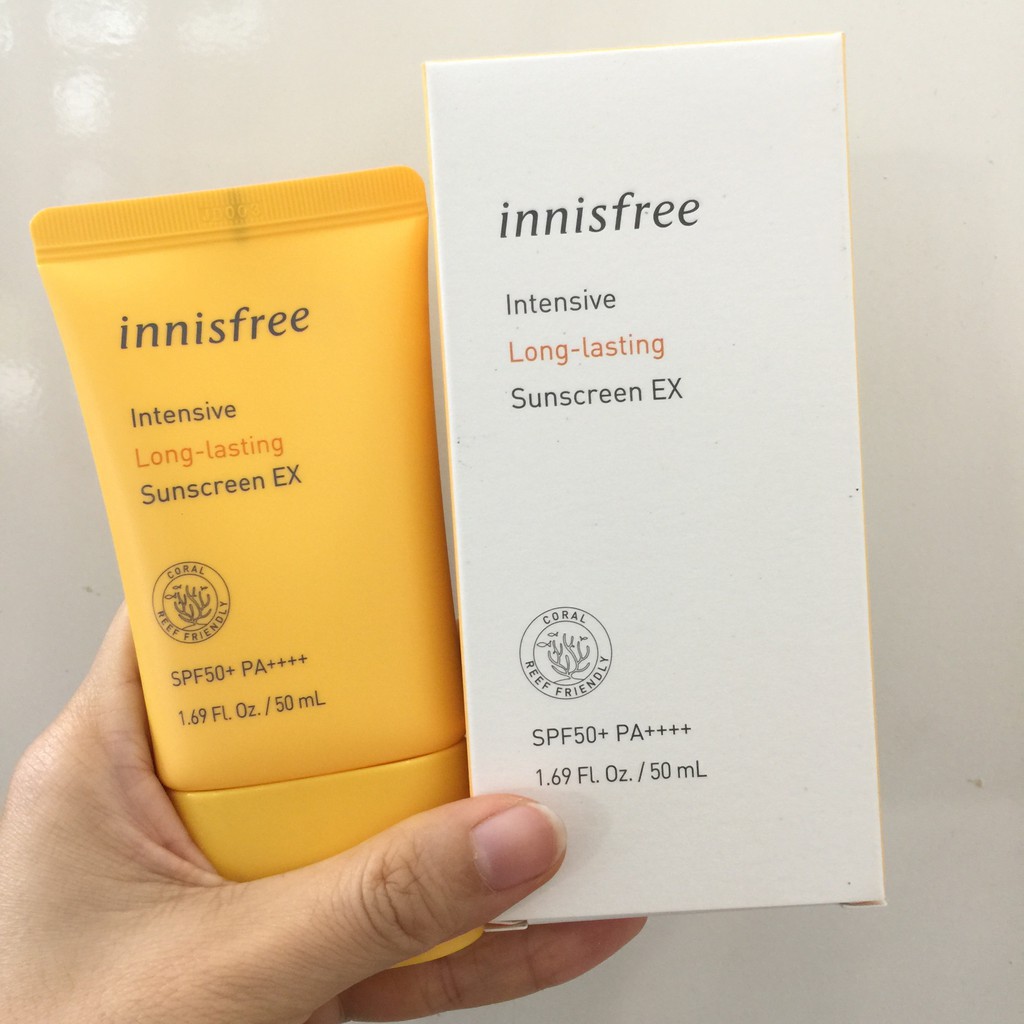 innisfree
Intensive
Long-lasting
Sunscreen EX
CORAL
REEF FRIENDLY
SPF50+ PA++++
1.69 Fl. Oz. / 50 mL
innisfree
Intensive
Long-lasting
Sunscreen EX
CORAL
REEF FRIENDLY
SPF50+ PA++++
1.69 Fl. Oz. / 50 mL